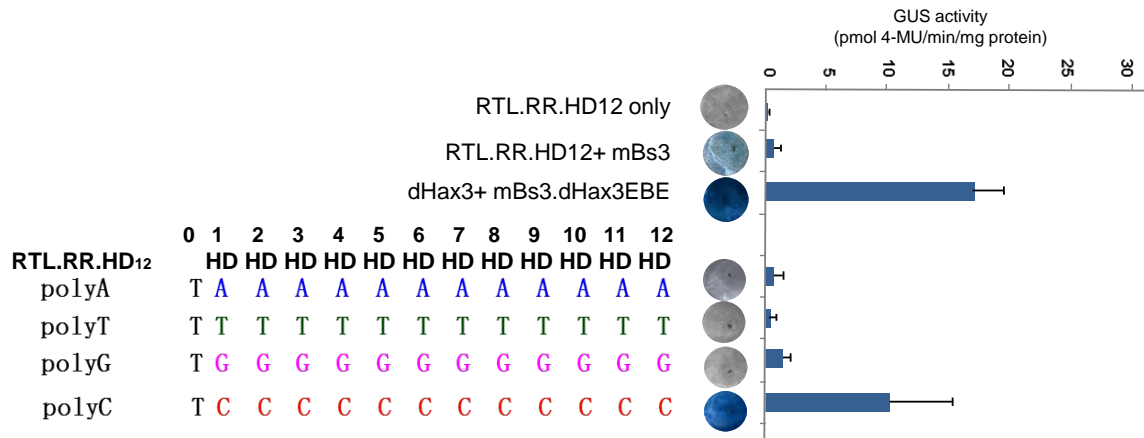 GUS activity
(pmol 4-MU/min/mg protein)
0 5 10 15 20 25 30
RTL.RR.HD12 only
RTL.RR.HD12+ mBs3
dHax3+ mBs3.dHax3EBE
0 1 2 3 4 5 6 7 8 9 10 11 12
RTL.RR.HD12 HD HD HD HD HD HD HD HD HD HD HD HD
polyA T A A A A A A A A A A A A
polyT T T T T T T T T T T T T T
polyG T G G G G G G G G G G G G
polyC T C C C C C C C C C C C C